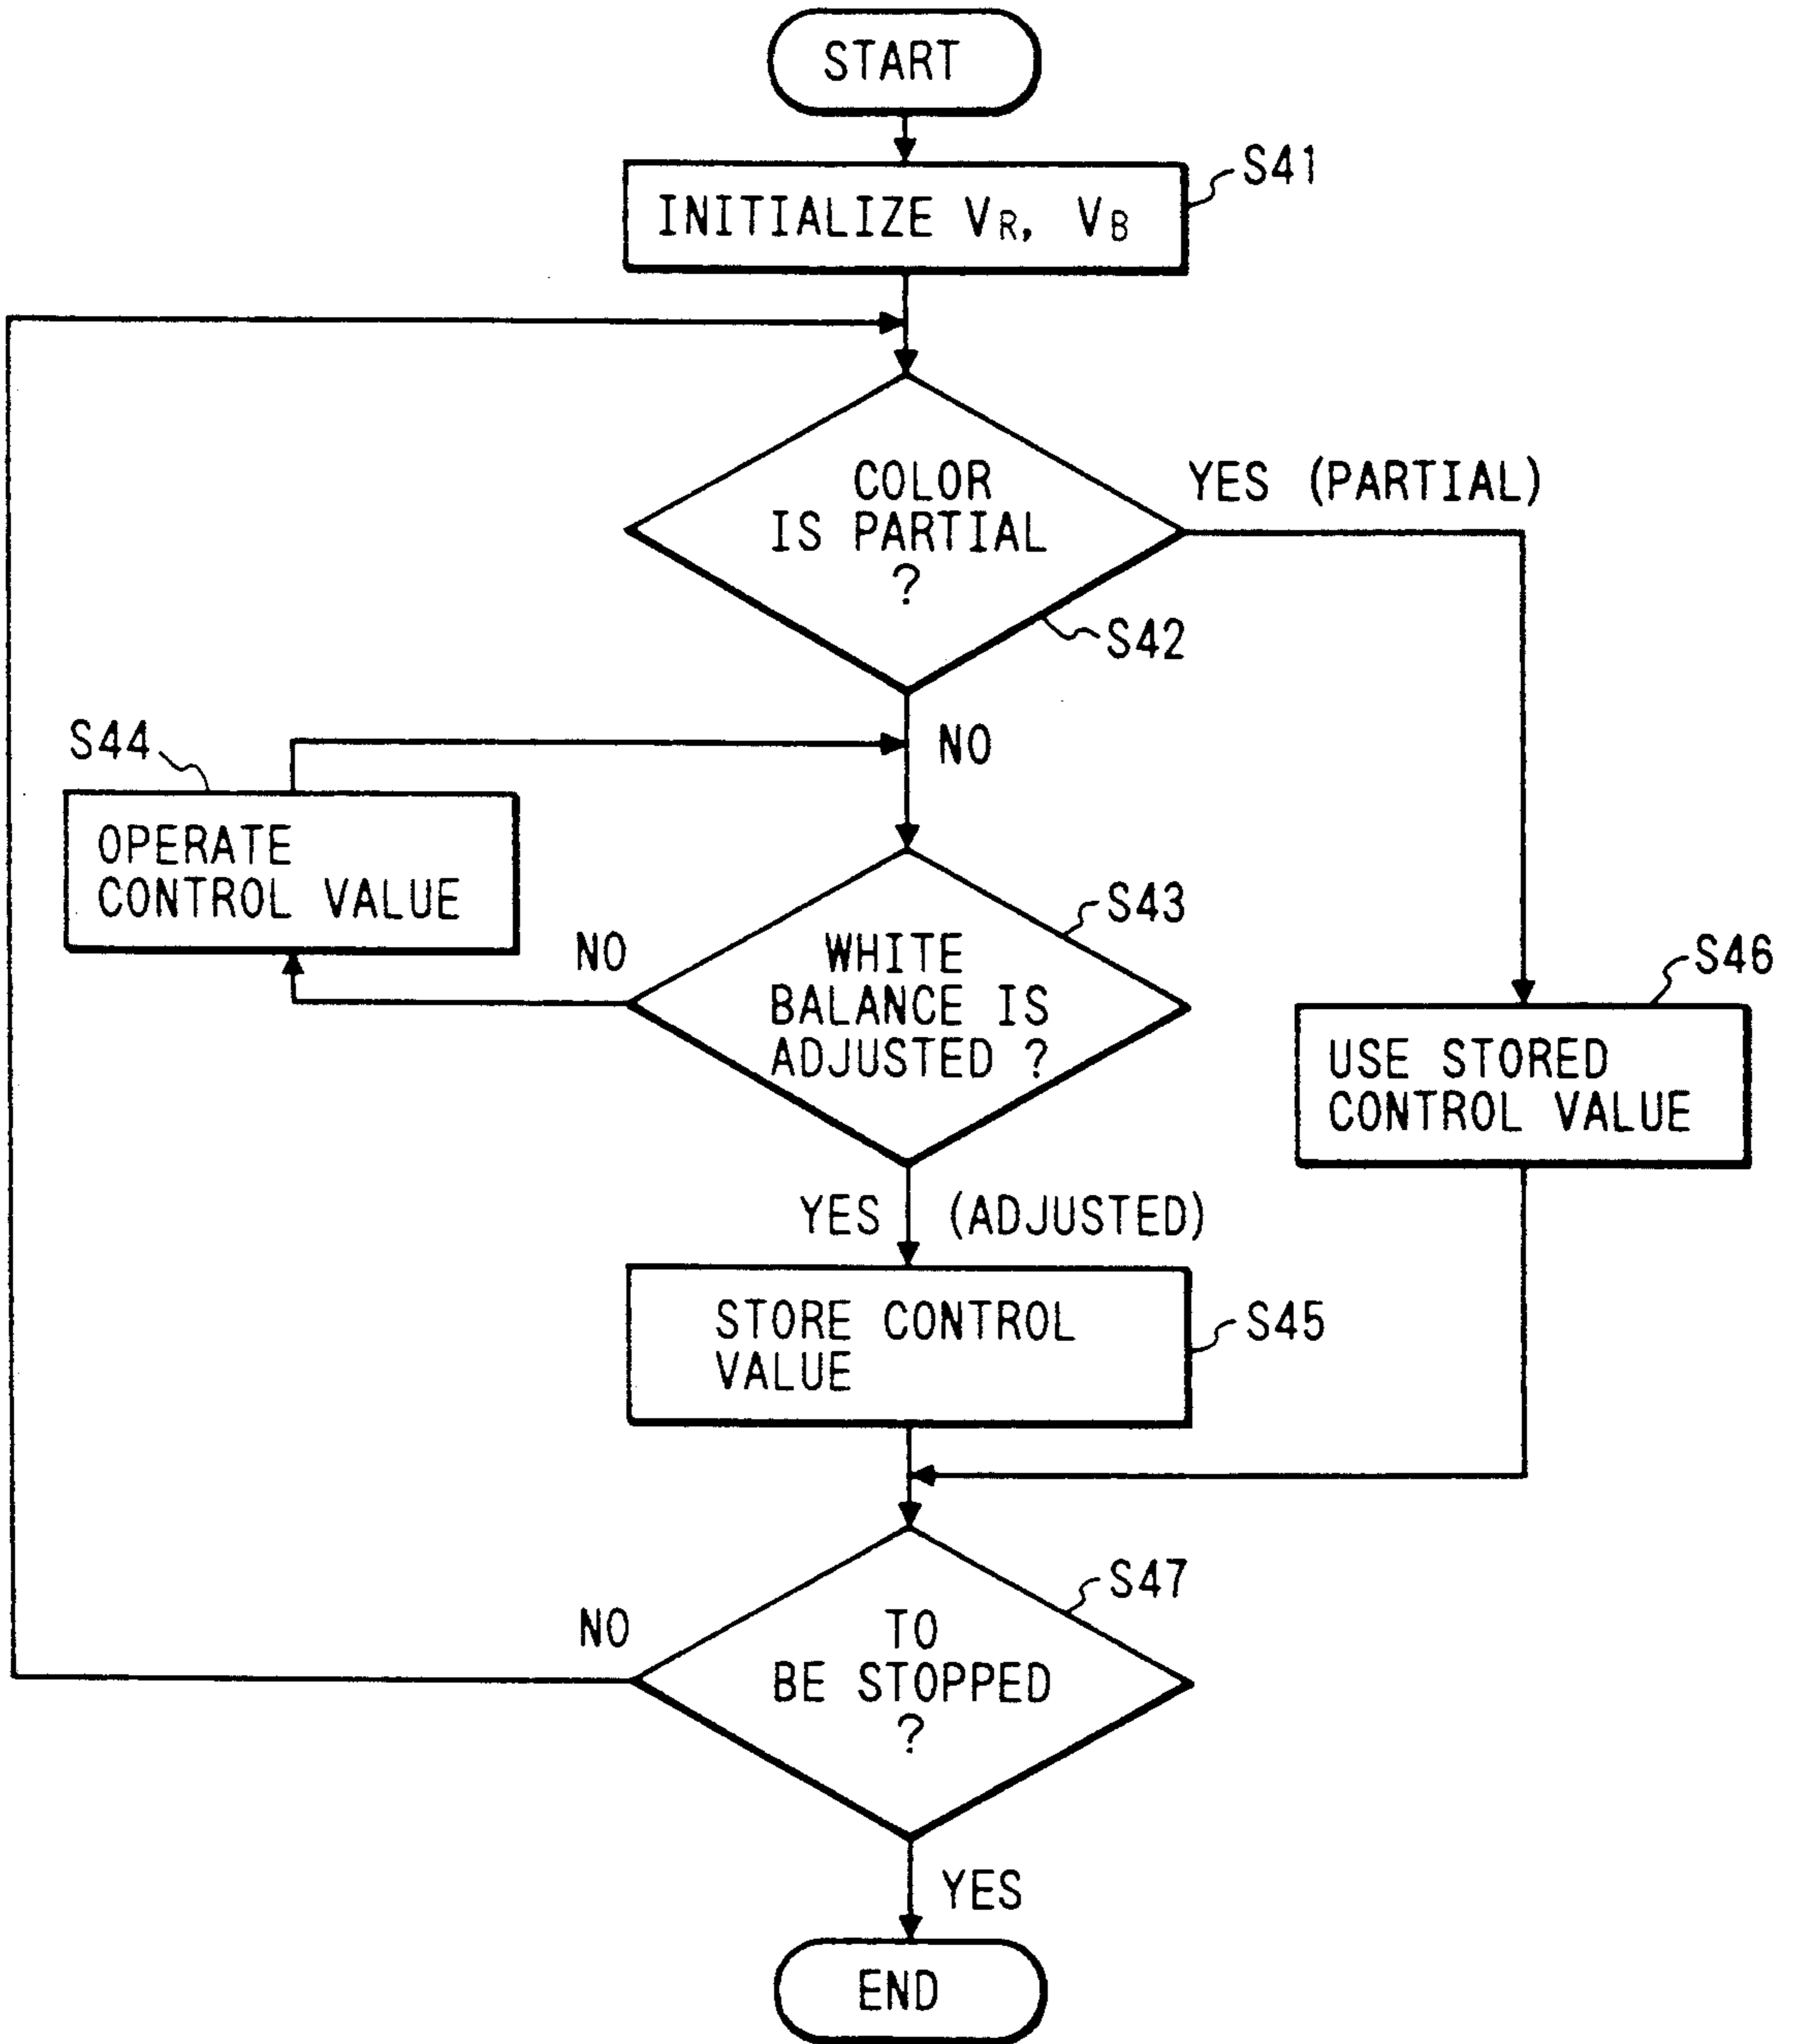 START
S41
INITIALIZE VR, VB
COLOR
IS PARTIAL
?
YES (PARTIAL)
S42
NO
S44
OPERATE
CONTROL VALUE
NO
S43
WHITE
BALANCE IS
ADJUSTED ?
S46
USE STORED
CONTROL VALUE
YES (ADJUSTED)
STORE CONTROL
VALUE
S45
S47
NO
TO
BE STOPPED
?
YES
END